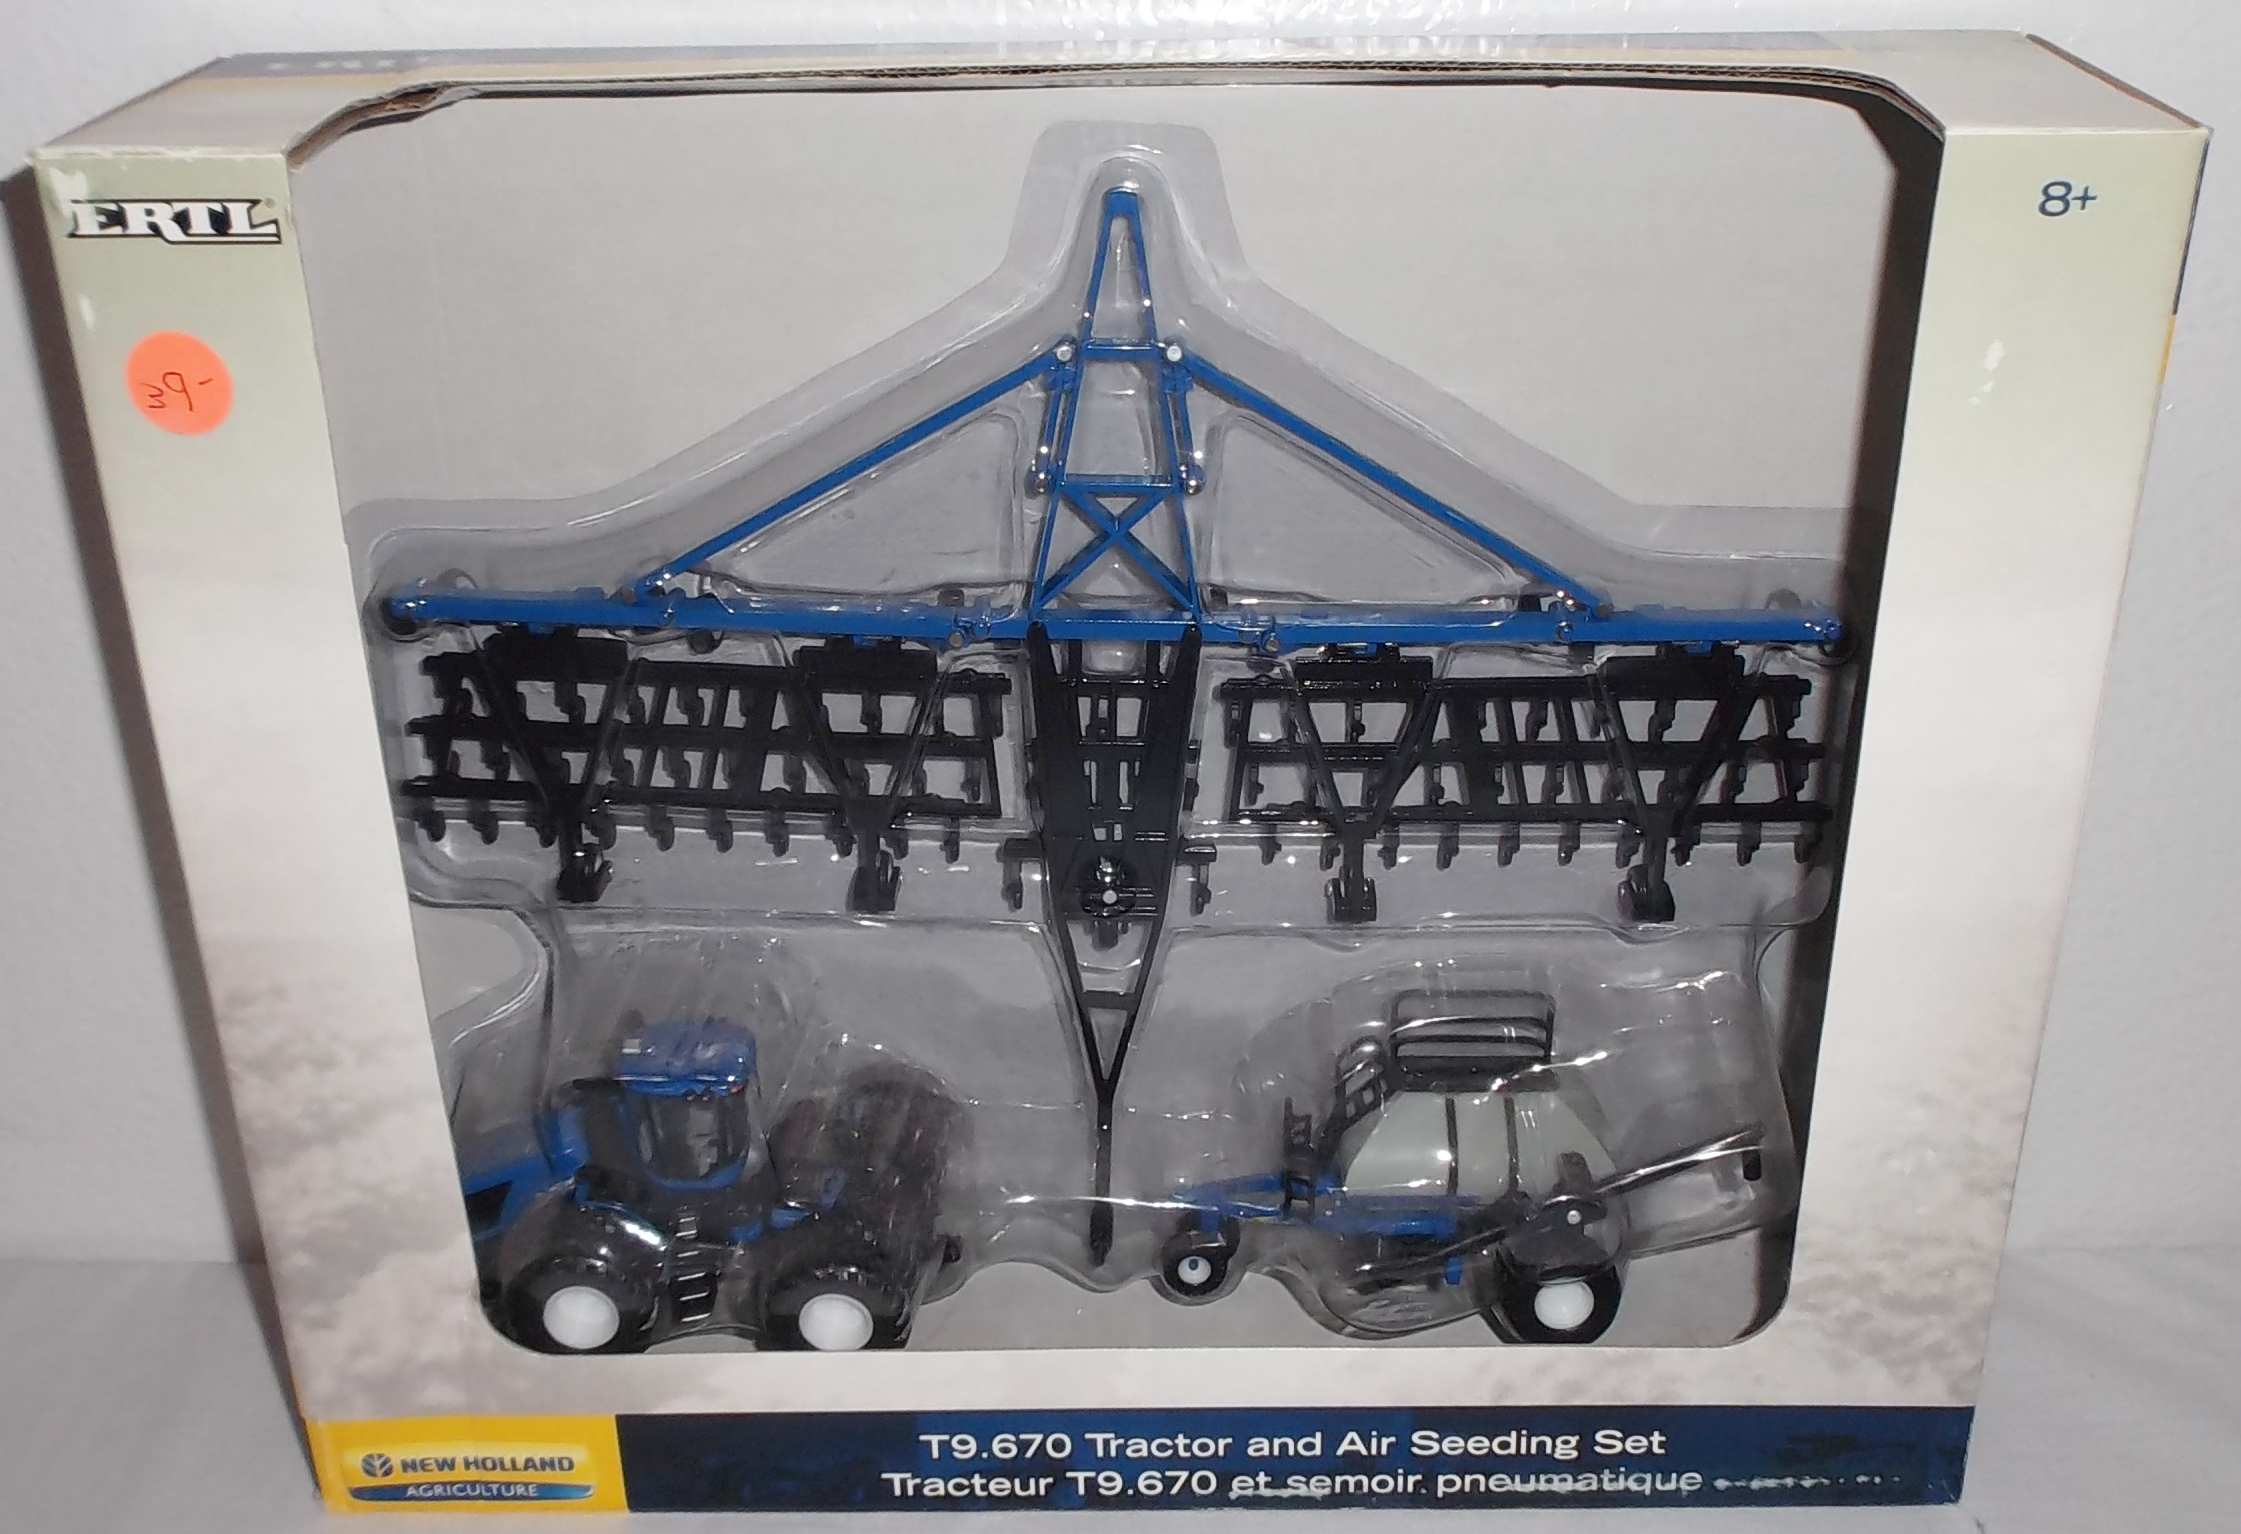 ERTL
8+
39-
NEW HOLLAND
AGRICULTURE
T9.670 Tractor and Air Seeding Set
Tracteur T9.670 et semoir pneumatique